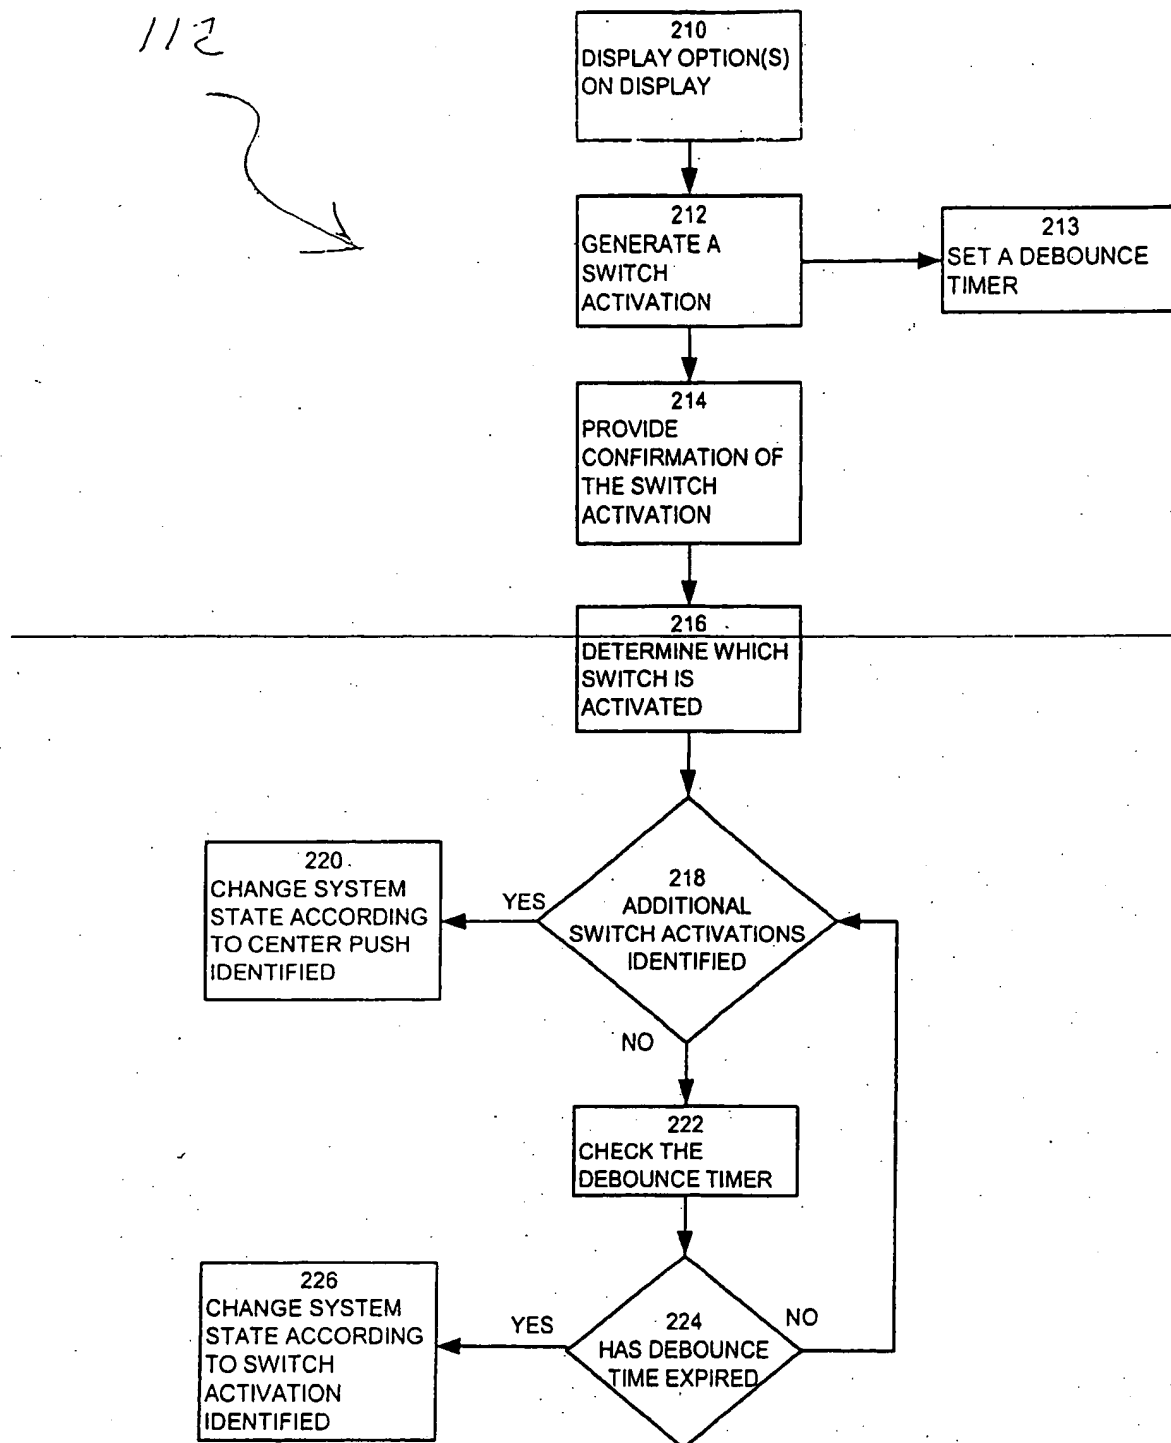 112
210
DISPLAY OPTION(S)
ON DISPLAY
212
GENERATE A
SWITCH
ACTIVATION
213
SET A DEBOUNCE
TIMER
214
PROVIDE
CONFIRMATION OF
THE SWITCH
ACTIVATION
216
DETERMINE WHICH
SWITCH IS
ACTIVATED
218
ADDITIONAL
SWITCH ACTIVATIONS
IDENTIFIED
YES
220
CHANGE SYSTEM
STATE ACCORDING
TO CENTER PUSH
IDENTIFIED
NO
222
CHECK THE
DEBOUNCE TIMER
224
HAS DEBOUNCE
TIME EXPIRED
NO
YES
226
CHANGE SYSTEM
STATE ACCORDING
TO SWITCH
ACTIVATION
IDENTIFIED